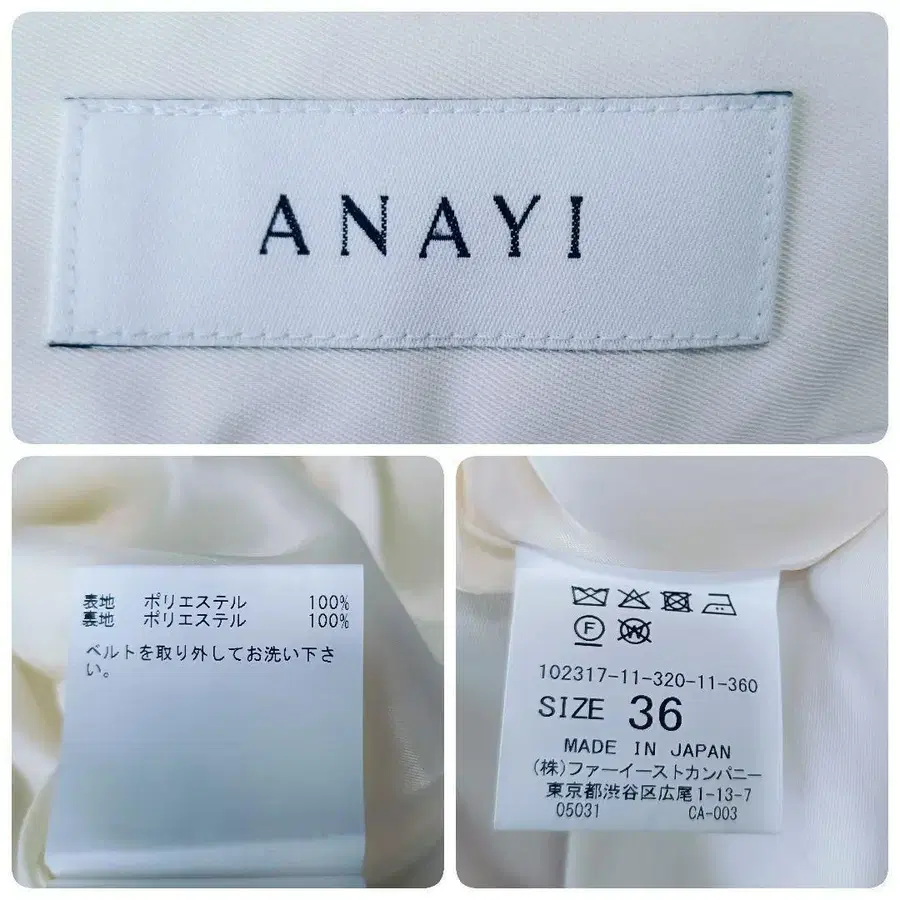 ANAYI
表地 ポリエステル 100%
裏地 ポリエステル 100%
ベルトを取り外してお洗い下さ
い。
F
W
102317-11-320-11-360
SIZE 36
MADE IN JAPAN
(株)ファーイーストカンパニー
東京都渋谷区広尾1-13-7
05031 CA-003